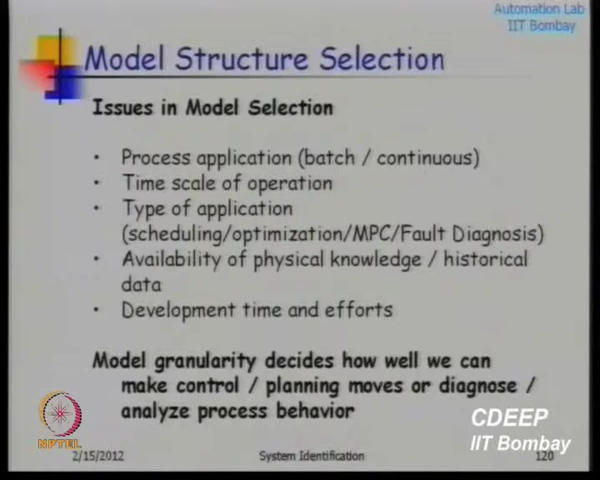 Automation Lab
IIT Bombay
Model Structure Selection
Issues in Model Selection
• Process application (batch / continuous)
• Time scale of operation
• Type of application
(scheduling/optimization/MPC/Fault Diagnosis)
• Availability of physical knowledge / historical
data
• Development time and efforts
Model granularity decides how well we can
make control / planning moves or diagnose /
analyze process behavior
NPTEL
CDEEP
IIT Bombay
2/15/2012
System Identification
120